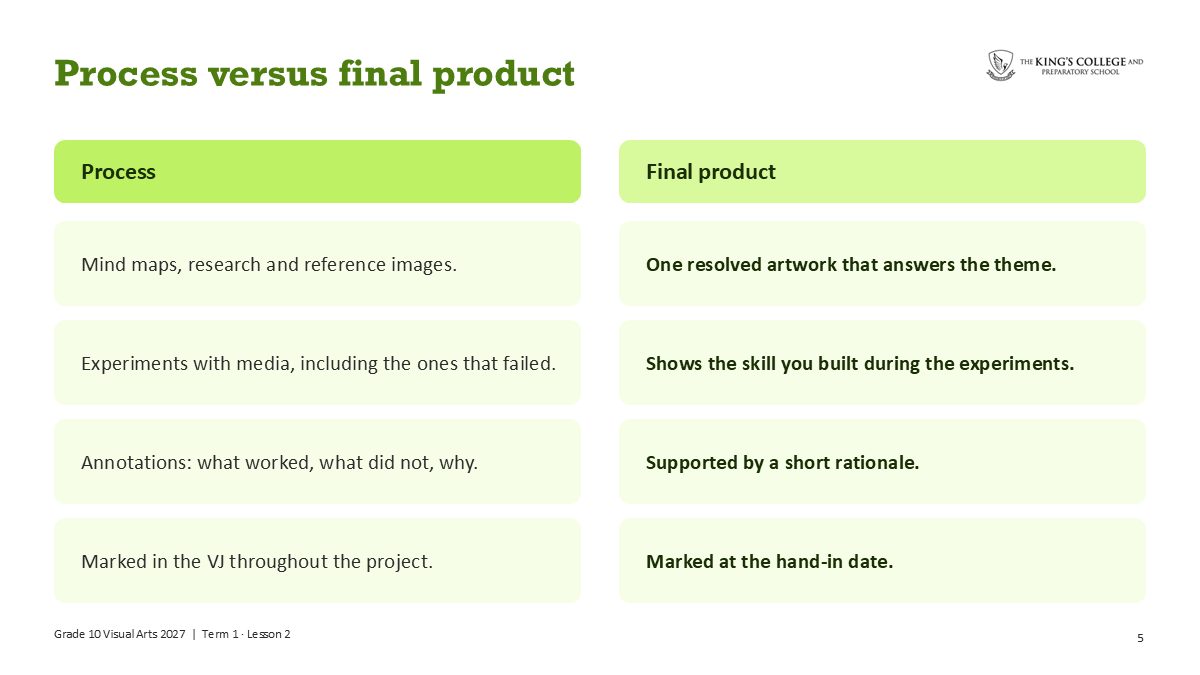 Process versus final product
THE KING'S COLLEGE AND
PREPARATORY SCHOOL
Process
Final product
Mind maps, research and reference images.
One resolved artwork that answers the theme.
Experiments with media, including the ones that failed.
Shows the skill you built during the experiments.
Annotations: what worked, what did not, why.
Supported by a short rationale.
Marked in the VJ throughout the project.
Marked at the hand-in date.
Grade 10 Visual Arts 2027 | Term 1 · Lesson 2
5